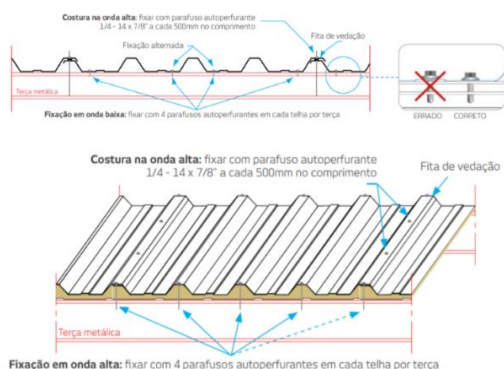 Costura na onda alta: fixar com parafuso autoperfurante
1/4 - 14 x 7/8" a cada 500mm no comprimento
Fita de vedação
Fixação alternada
Terça metálica
Fixação em onda baixa: fixar com 4 parafusos autoperfurantes em cada telha por terça
ERRADO
CORRETO
Costura na onda alta: fixar com parafuso autoperfurante
1/4 - 14 x 7/8" a cada 500mm no comprimento
Fita de vedação
Terça metálica
Fixação em onda alta: fixar com 4 parafusos autoperfurantes em cada telha por terça